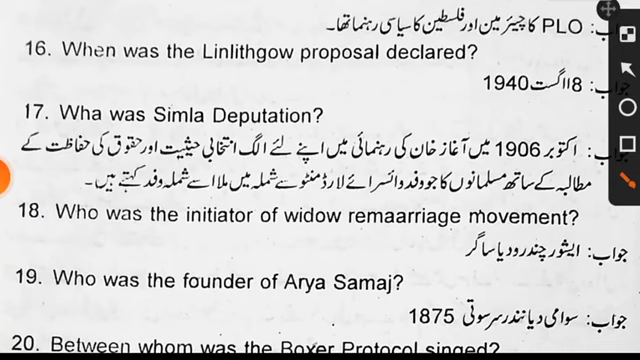 جواب: PLO کا چیئرمین اور فلسطین کا سیاسی رہنما تھا۔
16. When was the Linlithgow proposal declared?
جواب: 8 اگست 1940
17. Wha was Simla Deputation?
جواب: اکتوبر 1906 میں آغا خان کی رہنمائی میں اپنے لئے الگ انتخابی حیثیت اور حقوق کی حفاظت کے
مطالبہ کے ساتھ مسلمانوں کا جو وفد وائسرائے لارڈ منٹو سے شملہ میں ملا اسے شملہ وفد کہتے ہیں۔
18. Who was the initiator of widow remaarriage movement?
جواب: ایشور چندر ودیا ساگر
19. Who was the founder of Arya Samaj?
جواب: سوامی دیانندر سرسوتی 1875
20. Between whom was the Boxer Protocol singed?